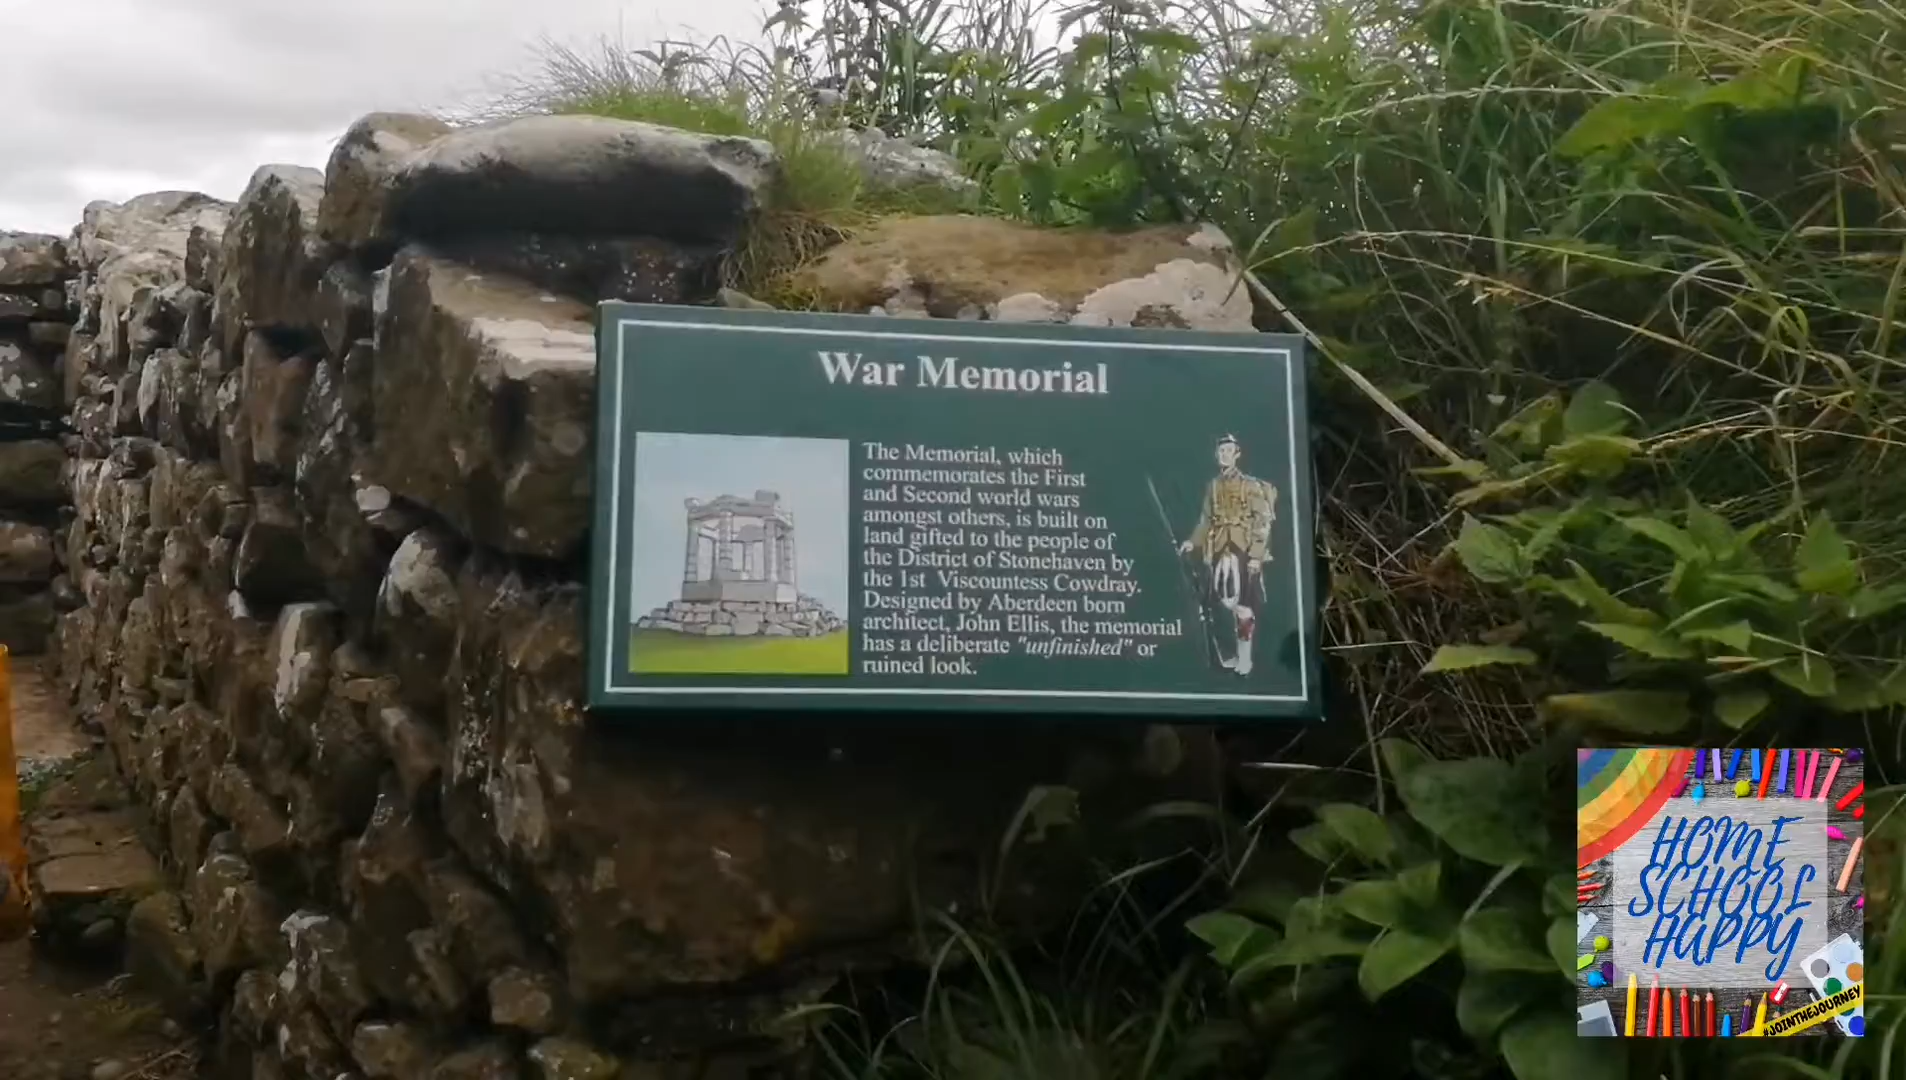 War Memorial
The Memorial, which
commemorates the First
and Second world wars
amongst others, is built on
land gifted to the people of
the District of Stonehaven by
the 1st Viscountess Cowdray.
Designed by Aberdeen born
architect, John Ellis, the memorial
has a deliberate "unfinished" or
ruined look.
HOME
SCHOOL
HAPPY
#JOINTHEJOURNEY